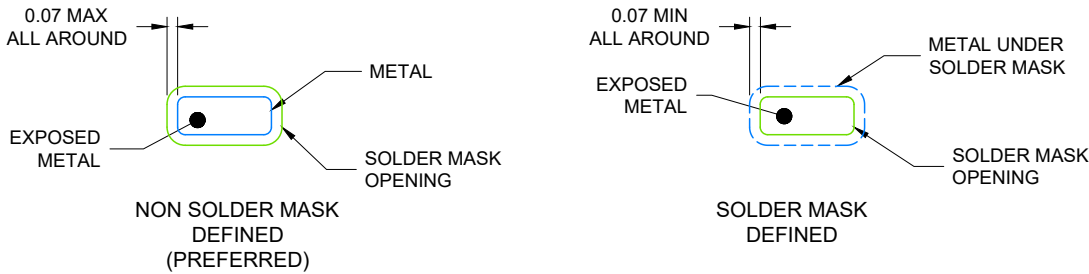 0.07 MAX
ALL AROUND
METAL
EXPOSED
METAL
SOLDER MASK
OPENING
NON SOLDER MASK
DEFINED
(PREFERRED)
0.07 MIN
ALL AROUND
METAL UNDER
SOLDER MASK
EXPOSED
METAL
SOLDER MASK
OPENING
SOLDER MASK
DEFINED